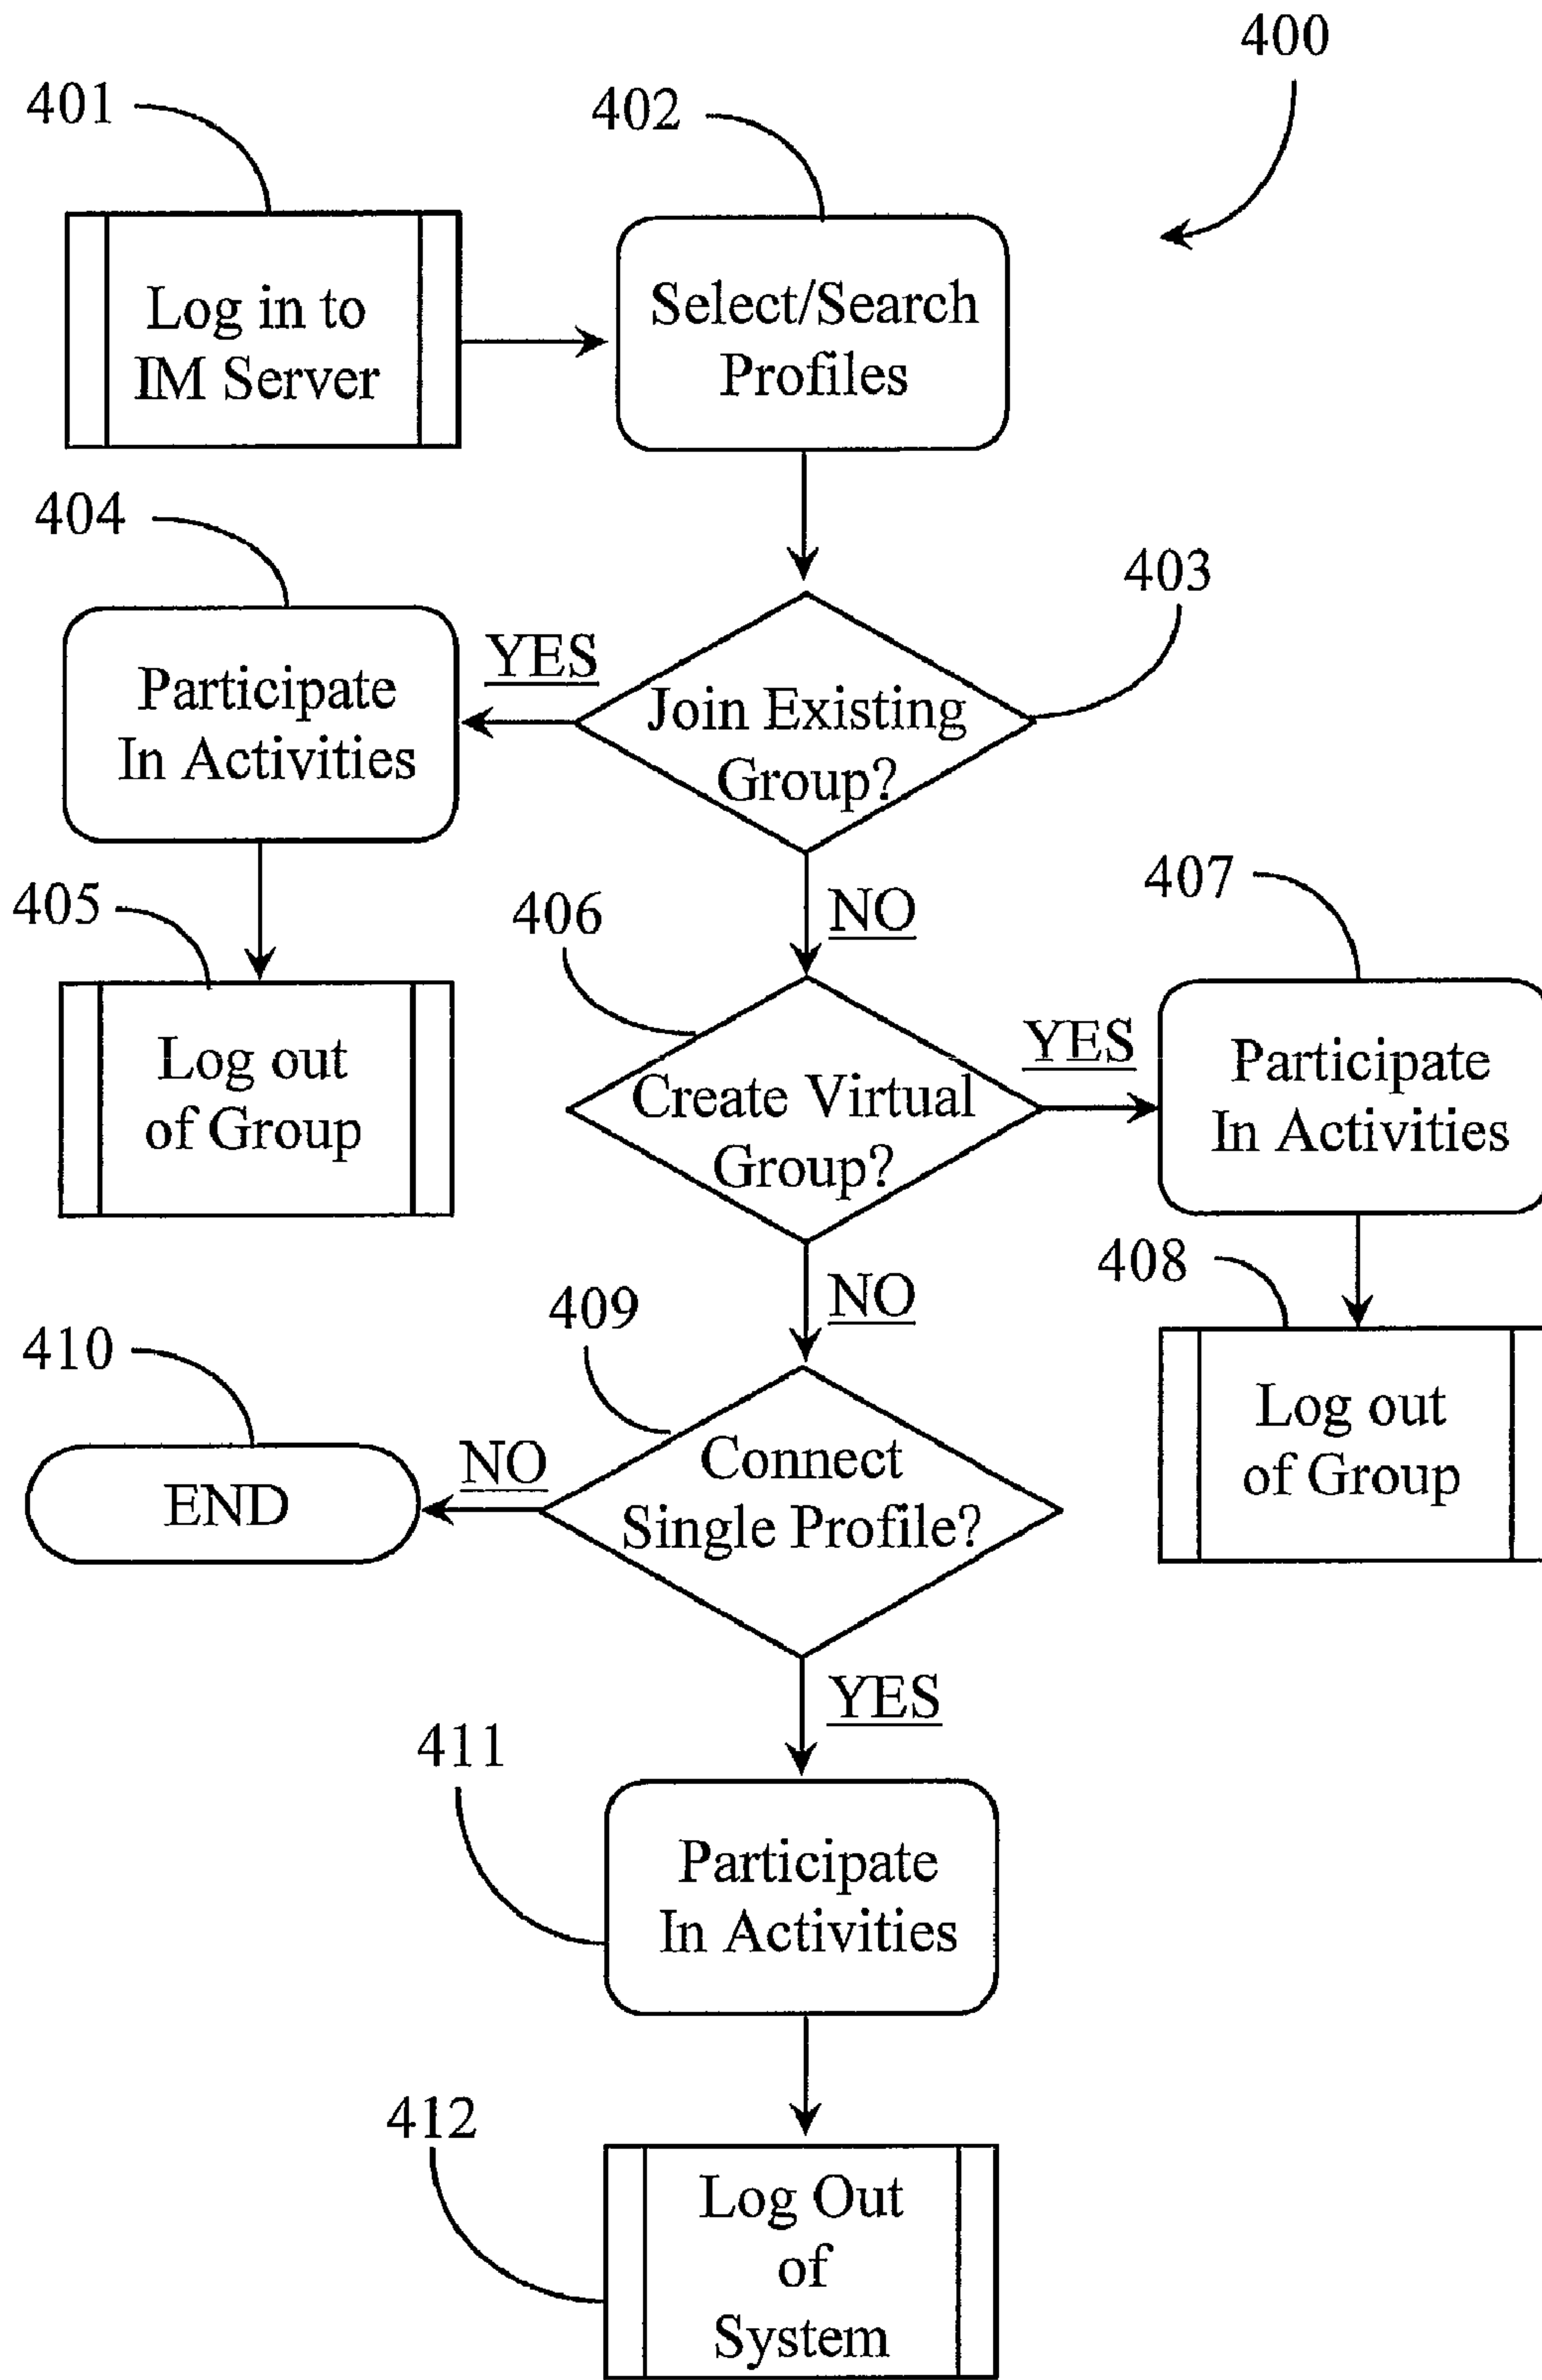 400
401
402
Log in to
IM Server
Select/Search
Profiles
404
403
Participate
In Activities
YES
Join Existing
Group?
405
406
NO
407
Log out
of Group
Create Virtual
Group?
YES
Participate
In Activities
408
409
NO
410
END
NO
Connect
Single Profile?
Log out
of Group
YES
411
Participate
In Activities
412
Log Out
of
System